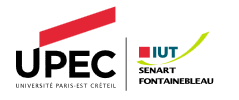 UPEC
UNIVERSITÉ PARIS-EST CRÉTEIL
IUT
SENART
FONTAINEBLEAU